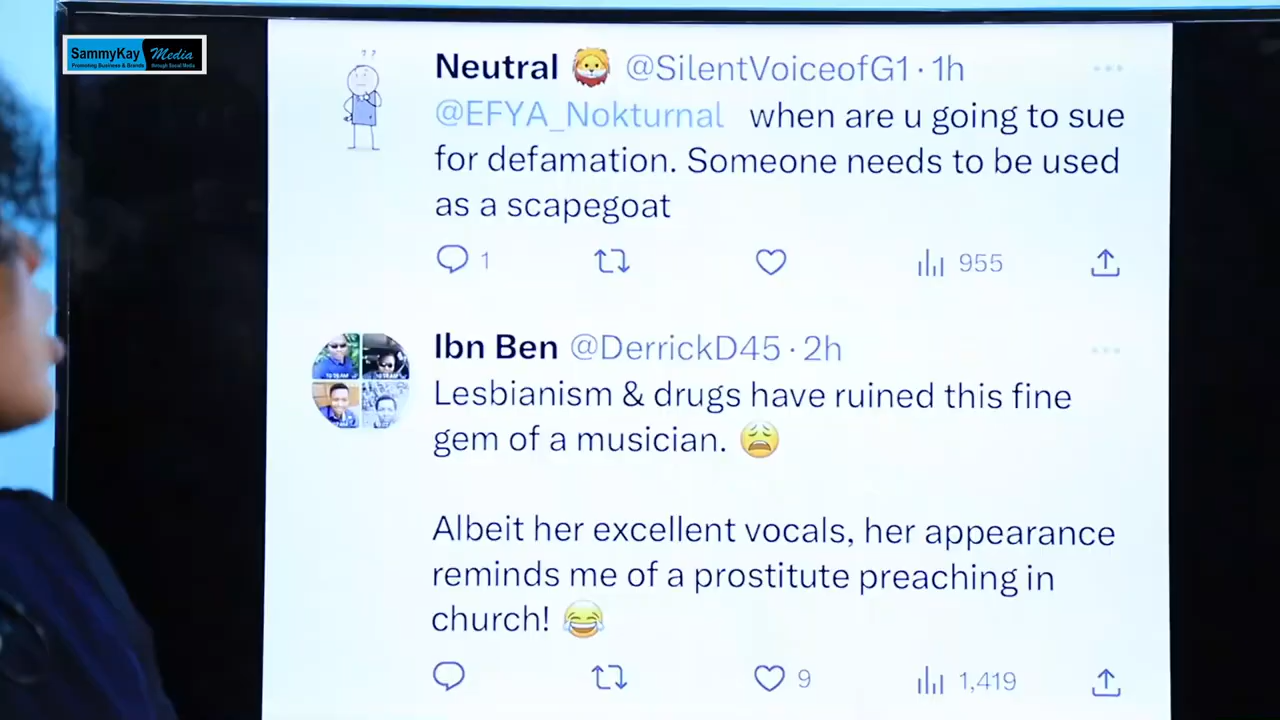 SammyKay Media
Promoting Business & Brands through Social Media
Neutral 🦁 @SilentVoiceofG1 · 1h
@EFYA_Nokturnal when are u going to sue
for defamation. Someone needs to be used
as a scapegoat
1
955
Ibn Ben @DerrickD45 · 2h
Lesbianism & drugs have ruined this fine
gem of a musician. 😩
Albeit her excellent vocals, her appearance
reminds me of a prostitute preaching in
church! 😂
9
1,419